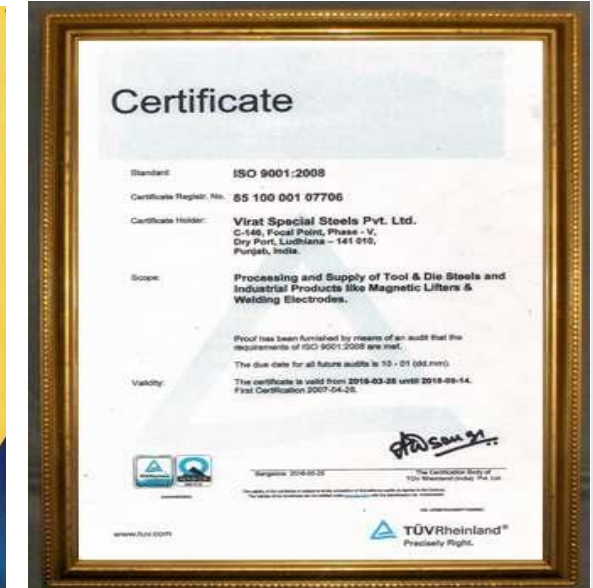 Certificate
Standard ISO 9001:2008
Certificate Registr. No. 85 100 001 07706
Certificate Holder: Virat Special Steels Pvt. Ltd.
C-146, Focal Point, Phase - V,
Dry Port, Ludhiana – 141 010,
Punjab, India.
Scope: Processing and Supply of Tool & Die Steels and
Industrial Products like Magnetic Lifters &
Welding Electrodes.
Proof has been furnished by means of an audit that the
requirements of ISO 9001:2008 are met.
The due date for all future audits is 10 - 01 (dd.mm).
Validity: The certificate is valid from 2016-03-28 until 2018-09-14.
First Certification 2007-04-28.
The Certification Body of
TÜV Rheinland (India) Pvt. Ltd.
www.tuv.com
TÜVRheinland®
Precisely Right.